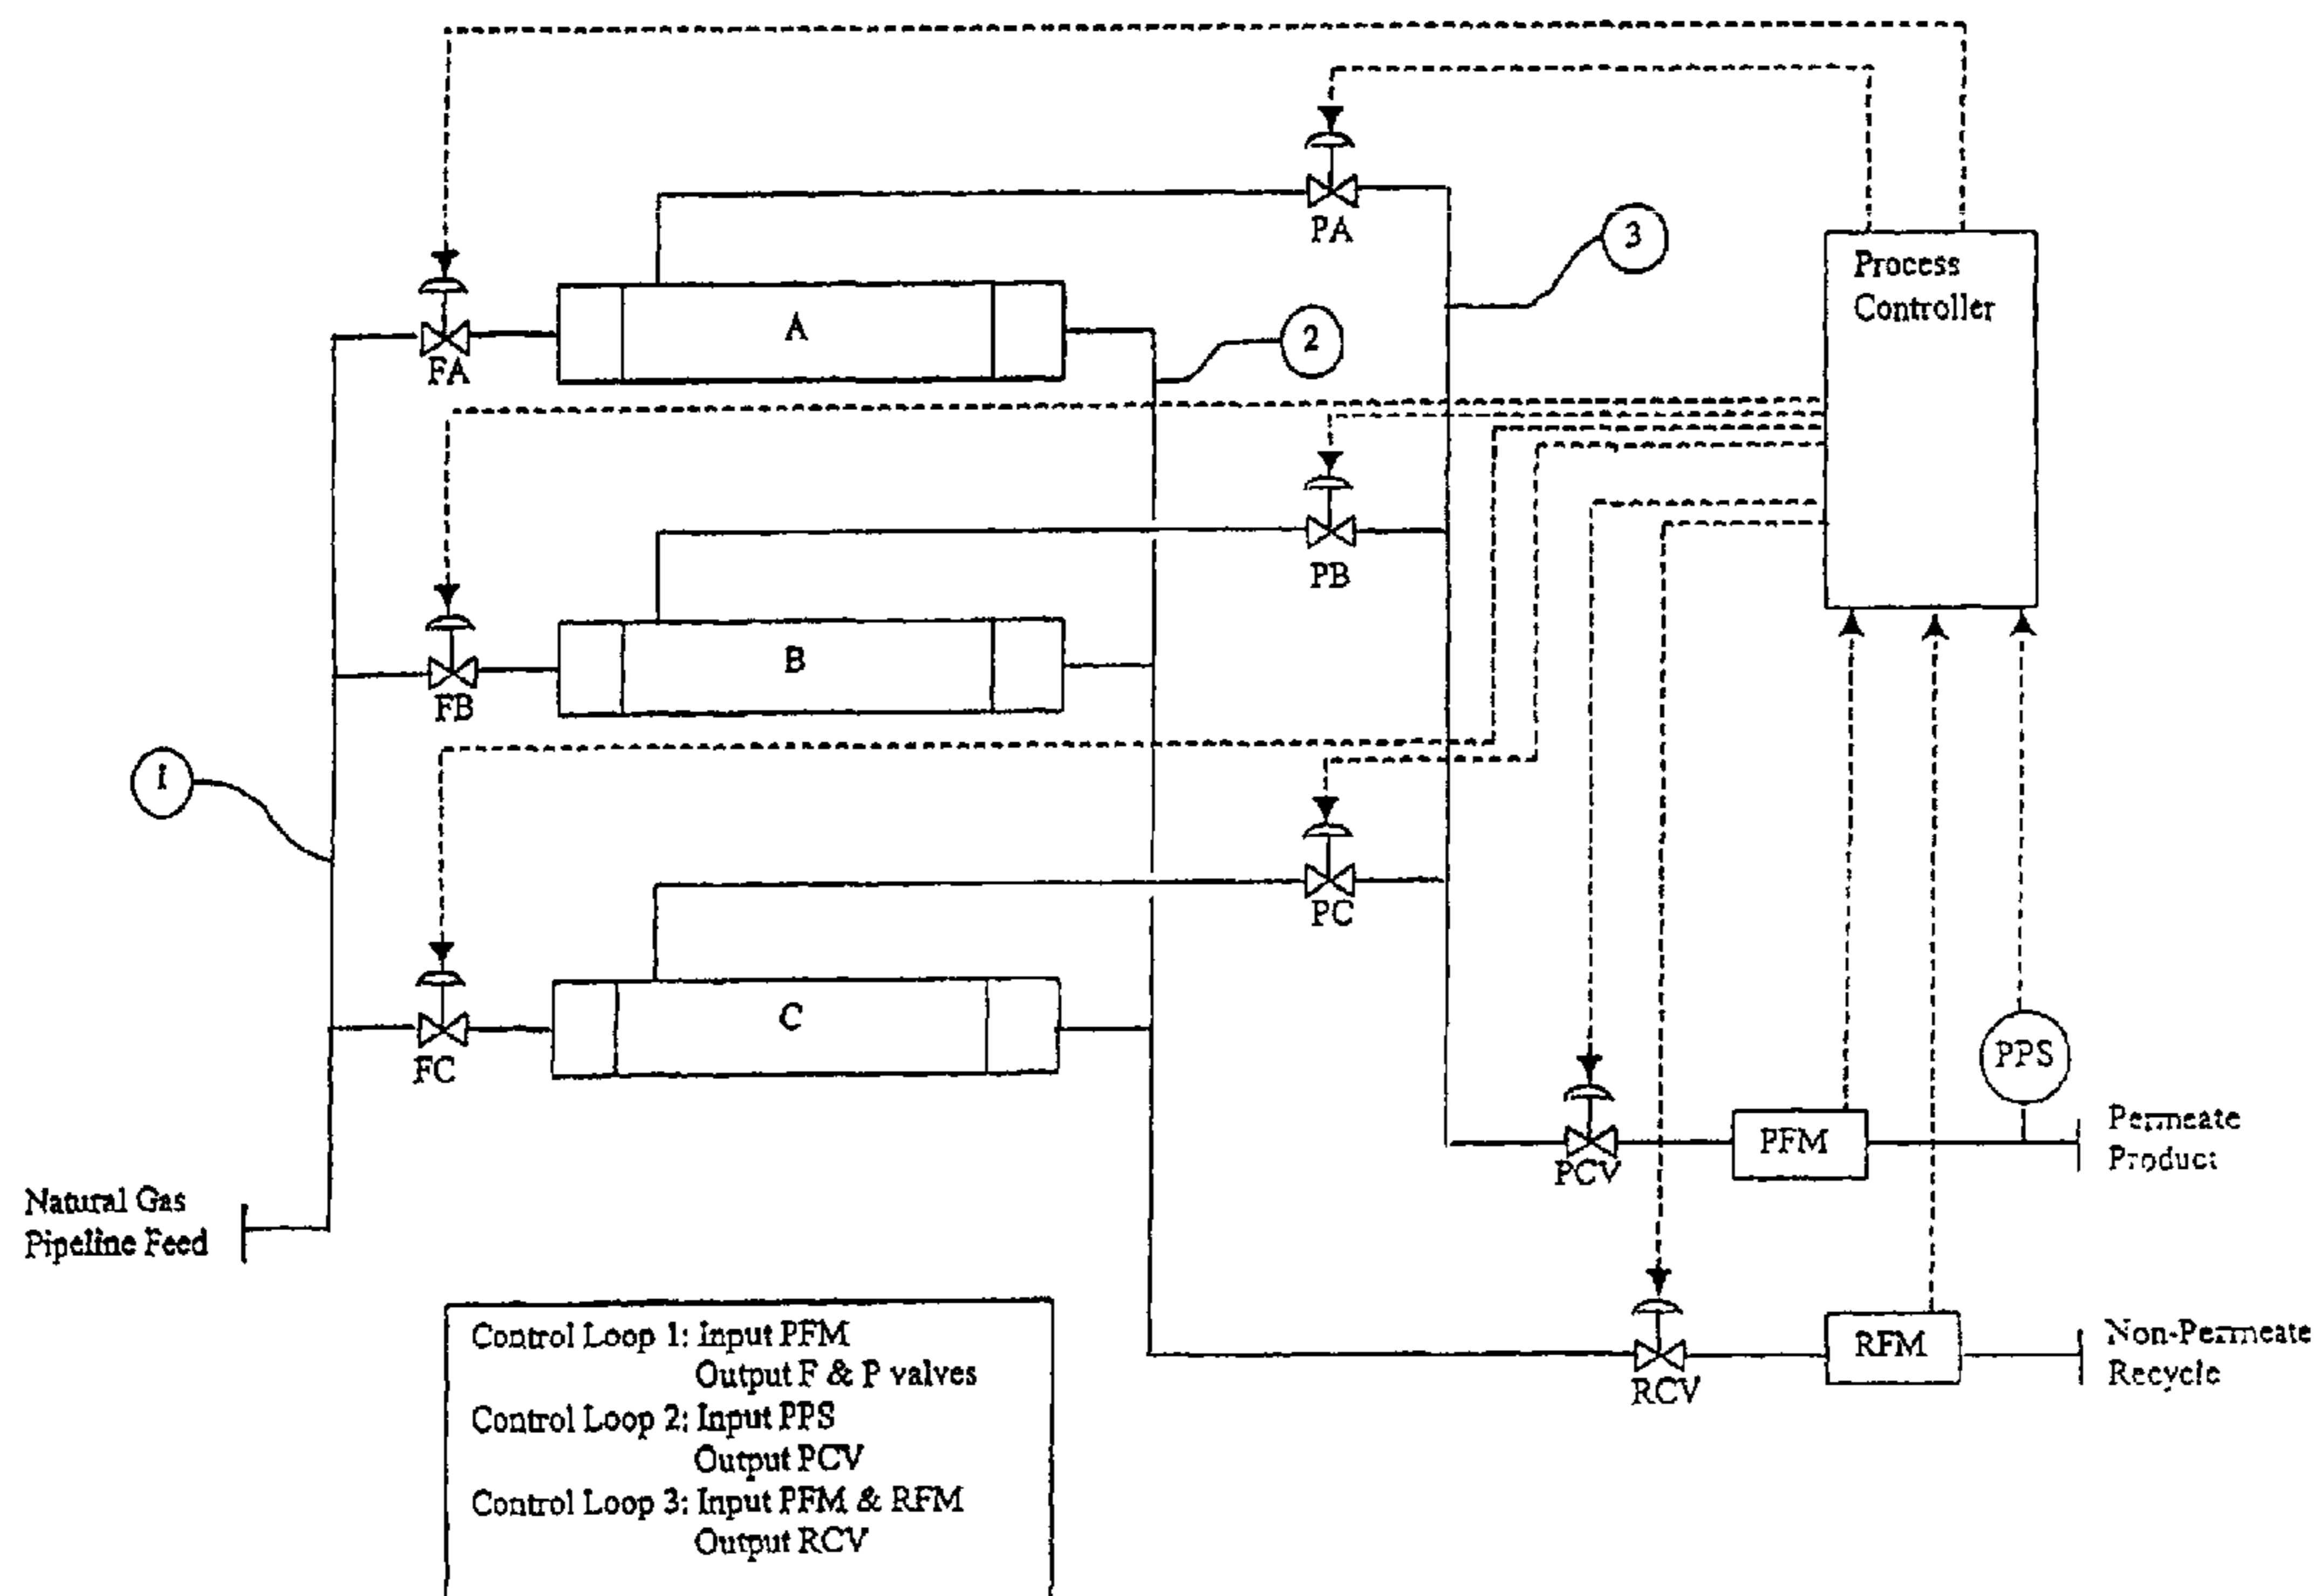 PA
3
Process
Controller
A
2
FA
PB
B
FB
1
PC
C
FC
PPS
PFM
Permeate
Product
PCV
Natural Gas
Pipeline Feed
RFM
Non-Permeate
Recycle
RCV
Control Loop 1: Input PFM
Output F & P valves
Control Loop 2: Input PPS
Output PCV
Control Loop 3: Input PFM & RFM
Output RCV